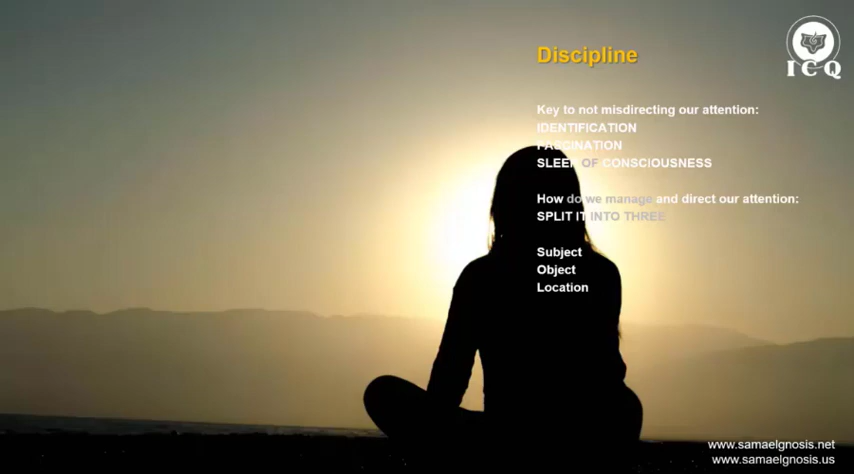 Discipline
ICQ
Key to not misdirecting our attention:
IDENTIFICATION
FASCINATION
SLEEP OF CONSCIOUSNESS
How do we manage and direct our attention:
SPLIT IT INTO THREE
Subject
Object
Location
www.samaelgnosis.net
www.samaelgnosis.us